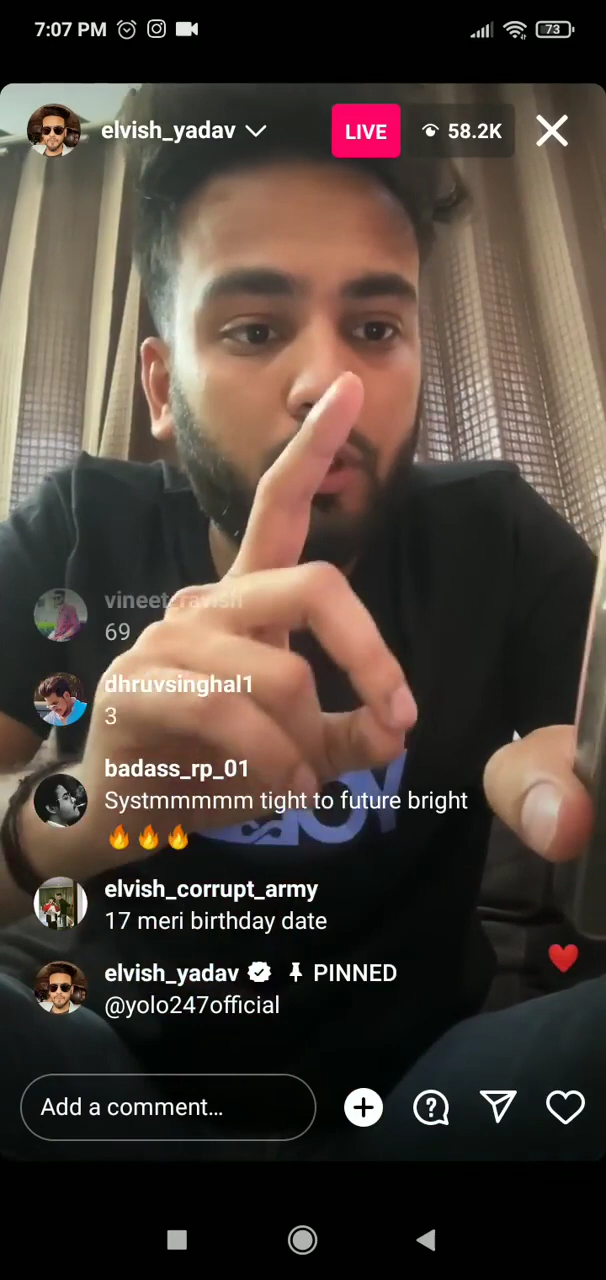 7:07 PM
73
elvish_yadav
LIVE
58.2K
69
dhruvsinghal1
3
badass_rp_01
Systmmmmm tight to future bright
🔥🔥🔥
elvish_corrupt_army
17 meri birthday date
elvish_yadav PINNED
@yolo247official
Add a comment...